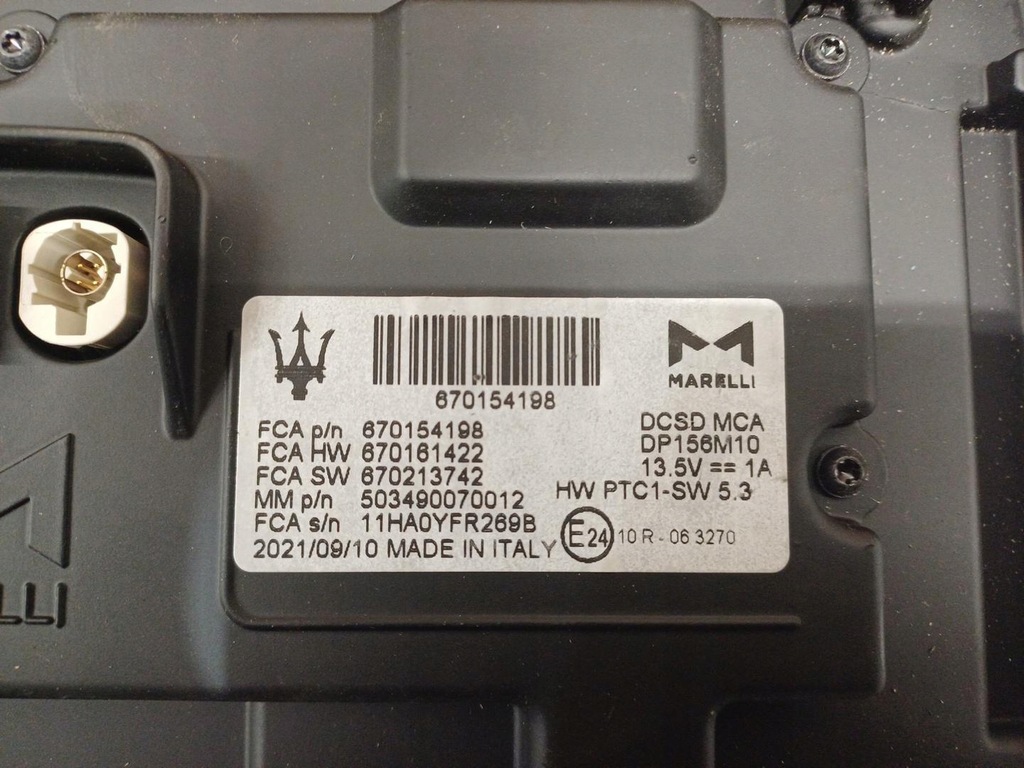 670154198
MARELLI
FCA p/n 670154198
FCA HW 670161422
FCA SW 670213742
MM p/n 503490070012
FCA s/n 11HA0YFR269B
2021/09/10 MADE IN ITALY
DCSD MCA
DP156M10
13.5V ⎓ 1A
HW PTC1-SW 5.3
E24 10 R - 06 3270
LLI